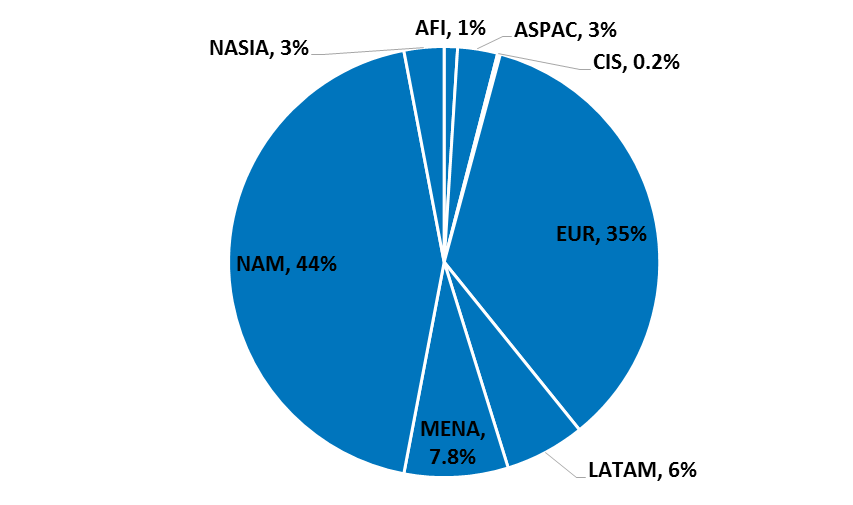 AFI, 1%
ASPAC, 3%
NASIA, 3%
CIS, 0.2%
EUR, 35%
NAM, 44%
MENA,
7.8%
LATAM, 6%